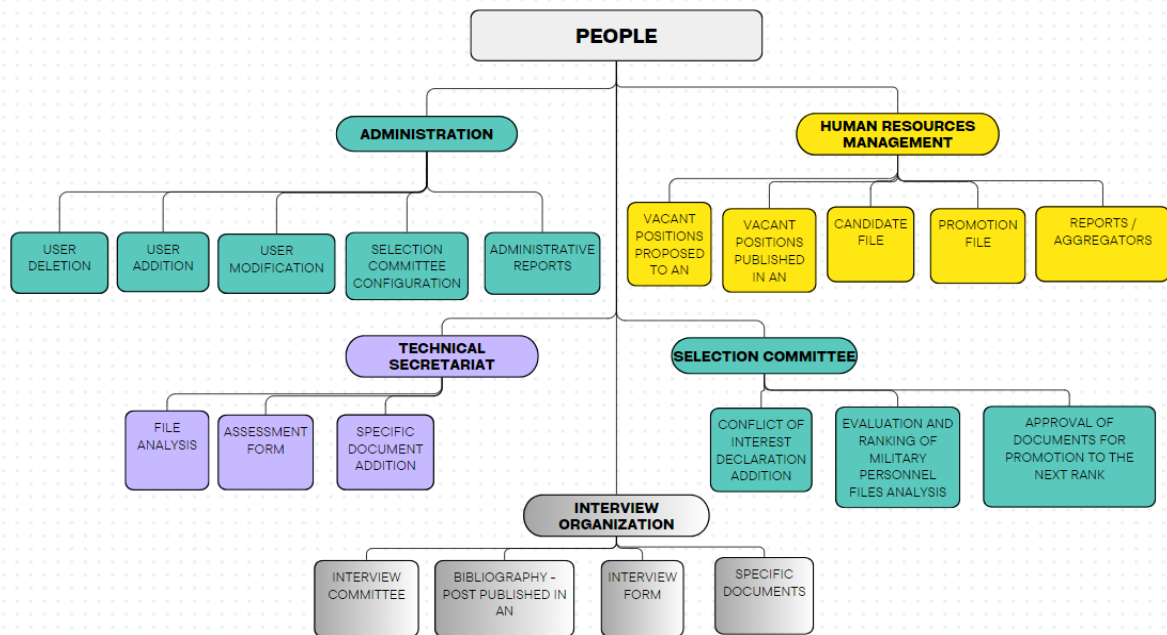 PEOPLE
ADMINISTRATION
HUMAN RESOURCES
MANAGEMENT
USER
DELETION
USER
ADDITION
USER
MODIFICATION
SELECTION
COMMITTEE
CONFIGURATION
ADMINISTRATIVE
REPORTS
VACANT
POSITIONS
PROPOSED
TO AN
VACANT
POSITIONS
PUBLISHED
IN AN
CANDIDATE
FILE
PROMOTION
FILE
REPORTS /
AGGREGATORS
TECHNICAL
SECRETARIAT
SELECTION COMMITTEE
FILE
ANALYSIS
ASSESSMENT
FORM
SPECIFIC
DOCUMENT
ADDITION
CONFLICT OF
INTEREST
DECLARATION
ADDITION
EVALUATION AND
RANKING OF
MILITARY
PERSONNEL
FILES ANALYSIS
APPROVAL OF
DOCUMENTS FOR
PROMOTION TO THE
NEXT RANK
INTERVIEW
ORGANIZATION
INTERVIEW
COMMITTEE
BIBLIOGRAPHY -
POST PUBLISHED IN
AN
INTERVIEW
FORM
SPECIFIC
DOCUMENTS